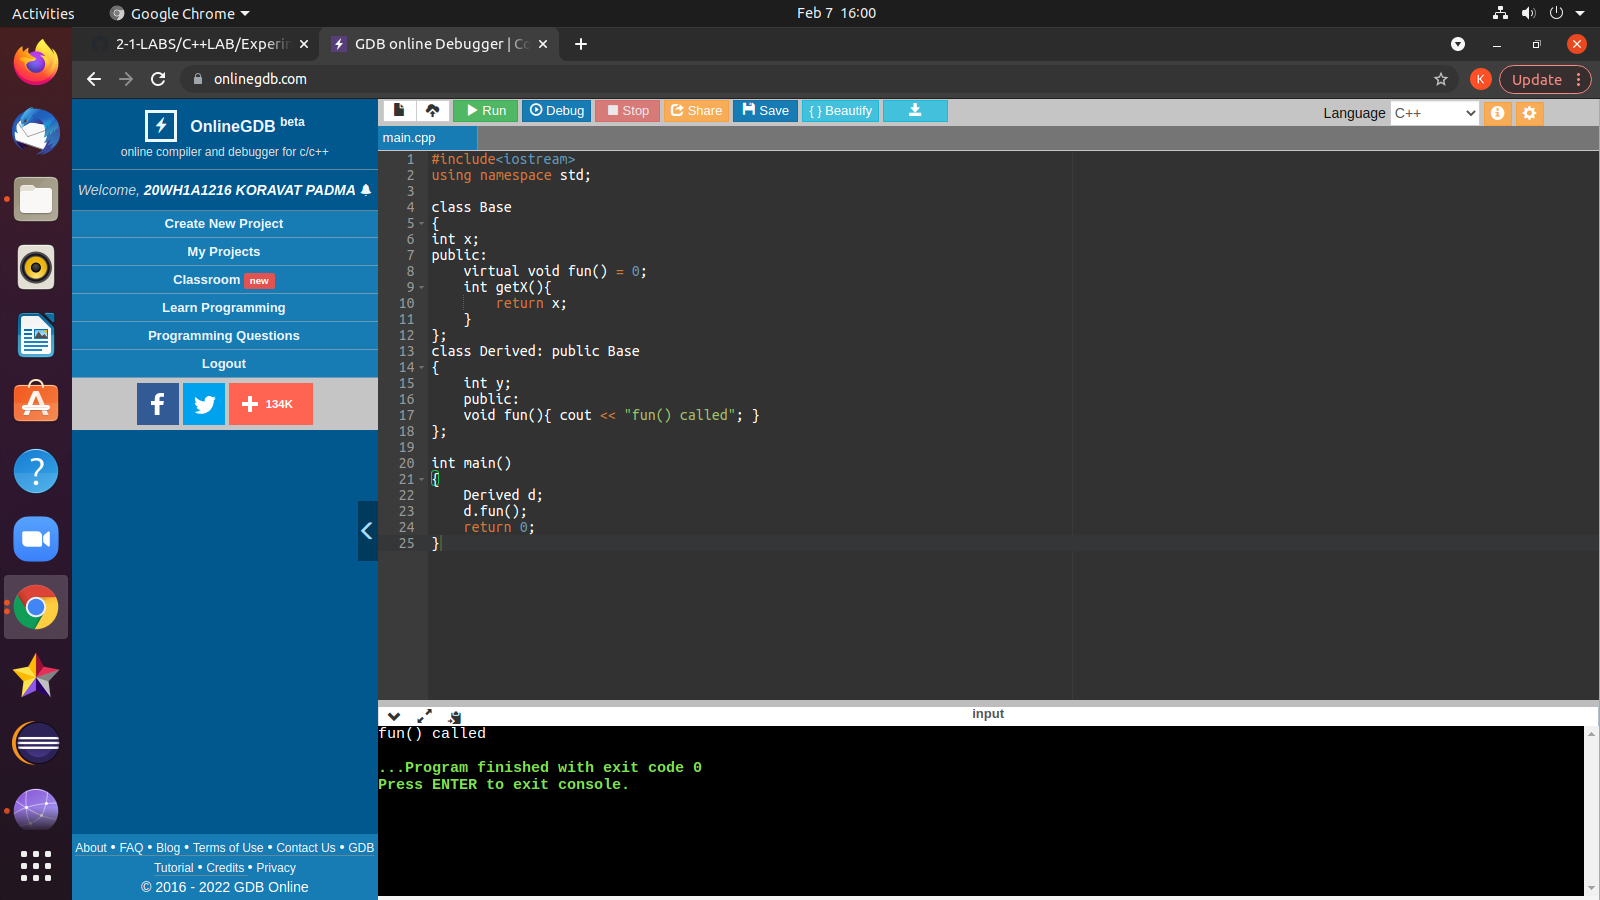 Activities Google Chrome Feb 7 16:00
2-1-LABS/C++LAB/Experi GDB online Debugger | Co
onlinegdb.com K Update
OnlineGDB beta
online compiler and debugger for c/c++
Welcome, 20WH1A1216 KORAVAT PADMA
Create New Project
My Projects
Classroom new
Learn Programming
Programming Questions
Logout
134K
About • FAQ • Blog • Terms of Use • Contact Us • GDB
Tutorial • Credits • Privacy
© 2016 - 2022 GDB Online
Run Debug Stop Share Save { } Beautify Language C++
main.cpp
1 #include<iostream>
2 using namespace std;
3
4 class Base
5 {
6 int x;
7 public:
8     virtual void fun() = 0;
9     int getX(){
10         return x;
11     }
12 };
13 class Derived: public Base
14 {
15     int y;
16     public:
17     void fun(){ cout << "fun() called"; }
18 };
19
20 int main()
21 {
22     Derived d;
23     d.fun();
24     return 0;
25 }
input
fun() called
...Program finished with exit code 0
Press ENTER to exit console.